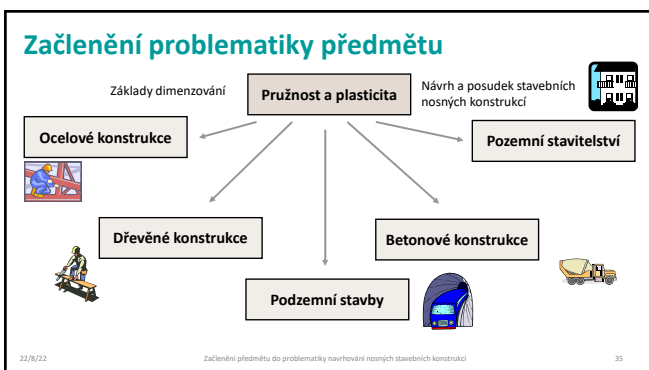 Začlenění problematiky předmětu
Základy dimenzování
Pružnost a plasticita
Návrh a posudek stavebních
nosných konstrukcí
Ocelové konstrukce
Pozemní stavitelství
Dřevěné konstrukce
Betonové konstrukce
Podzemní stavby
22/8/22
Začlenění předmětu do problematiky navrhování nosných stavebních konstrukcí
35